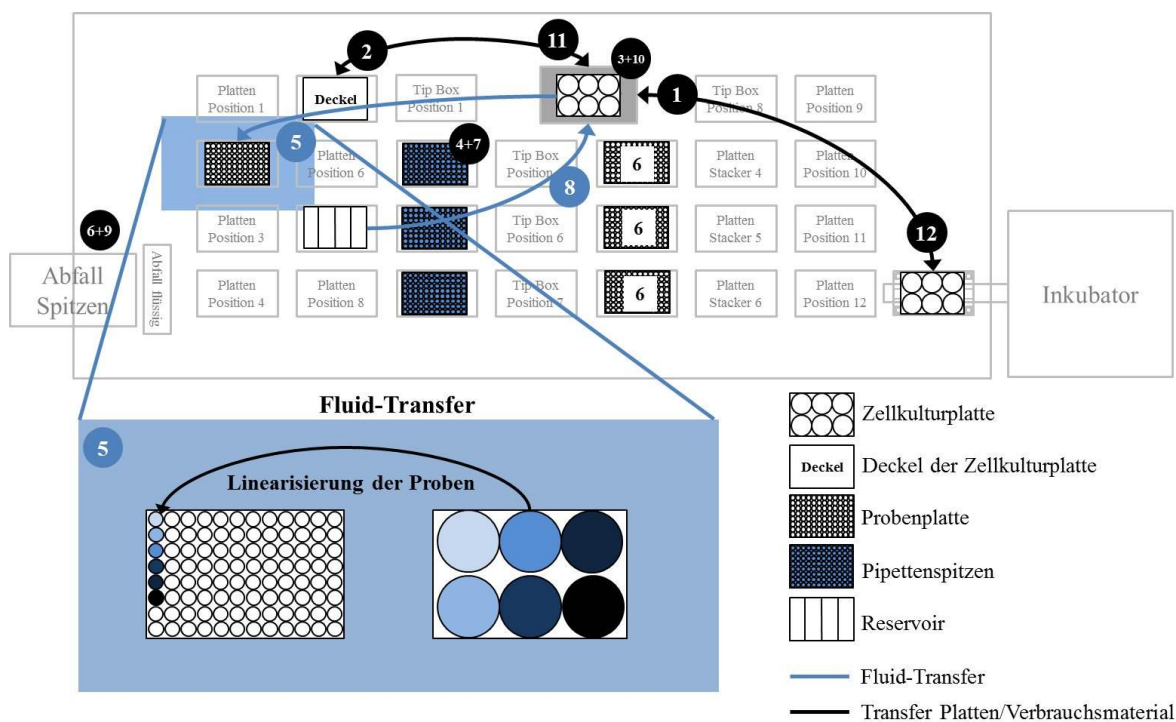 2
11
3+10
1
Platten
Position 1
Deckel
Tip Box
Position 1
Tip Box
Position 8
Platten
Position 9
5
Platten
Position 6
4+7
Tip Box
Position
8
6
Platten
Stacker 4
Platten
Position 10
6+9
Platten
Position 3
Tip Box
Position 6
6
Platten
Stacker 5
Platten
Position 11
12
Abfall
Spitzen
Abfall flüssig
Platten
Position 4
Platten
Position 8
Tip Box
Position 7
6
Platten
Stacker 6
Platten
Position 12
Inkubator
Fluid-Transfer
5
Linearisierung der Proben
Zellkulturplatte
Deckel
Deckel der Zellkulturplatte
Probenplatte
Pipettenspitzen
Reservoir
Fluid-Transfer
Transfer Platten/Verbrauchsmaterial